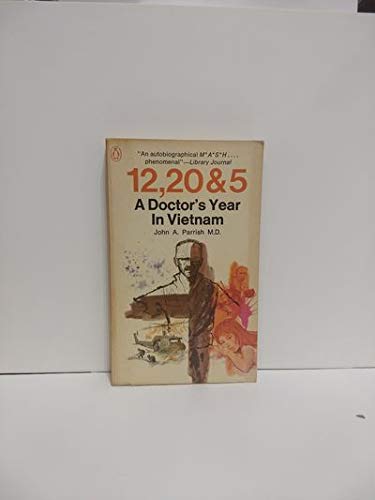 "An autobiographical M*A*S*H....
phenomenal"—Library Journal
12,20&5
A Doctor's Year
In Vietnam
John A. Parrish M.D.